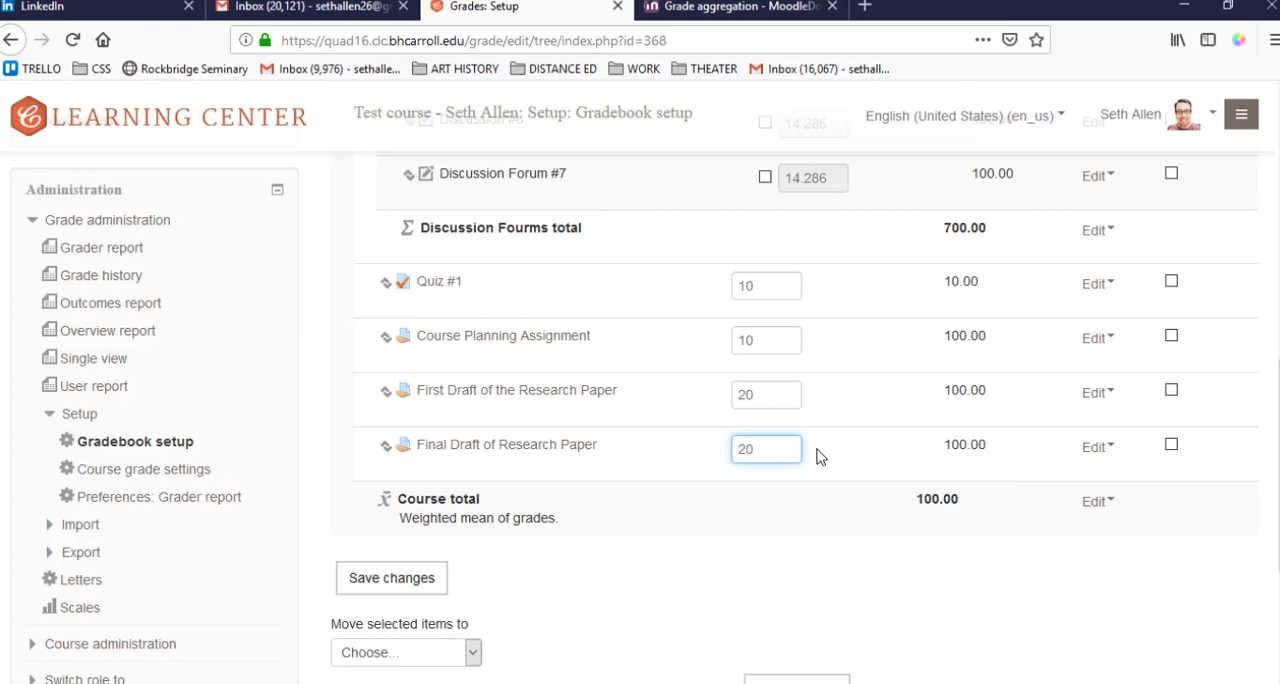 LinkedIn
Inbox (20,121) - sethallen26@g
Grades: Setup
Grade aggregation - MoodleDo
https://quad16.clc.bhcarroll.edu/grade/edit/tree/index.php?id=368
TRELLO CSS Rockbridge Seminary Inbox (9,976) - sethalle... ART HISTORY DISTANCE ED WORK THEATER Inbox (16,067) - sethall...
LEARNING CENTER
Test course - Seth Allen: Setup: Gradebook setup
English (United States) (en_us)
Seth Allen
Discussion #6 14.286 Edit
Discussion Forum #7 14.286 100.00 Edit
Discussion Fourms total 700.00 Edit
Quiz #1 10 10.00 Edit
Course Planning Assignment 10 100.00 Edit
First Draft of the Research Paper 20 100.00 Edit
Final Draft of Research Paper 20 100.00 Edit
Course total 100.00 Edit
Weighted mean of grades.
Save changes
Move selected items to
Choose...
Administration
Grade administration
Grader report
Grade history
Outcomes report
Overview report
Single view
User report
Setup
Gradebook setup
Course grade settings
Preferences: Grader report
Import
Export
Letters
Scales
Course administration
Switch role to